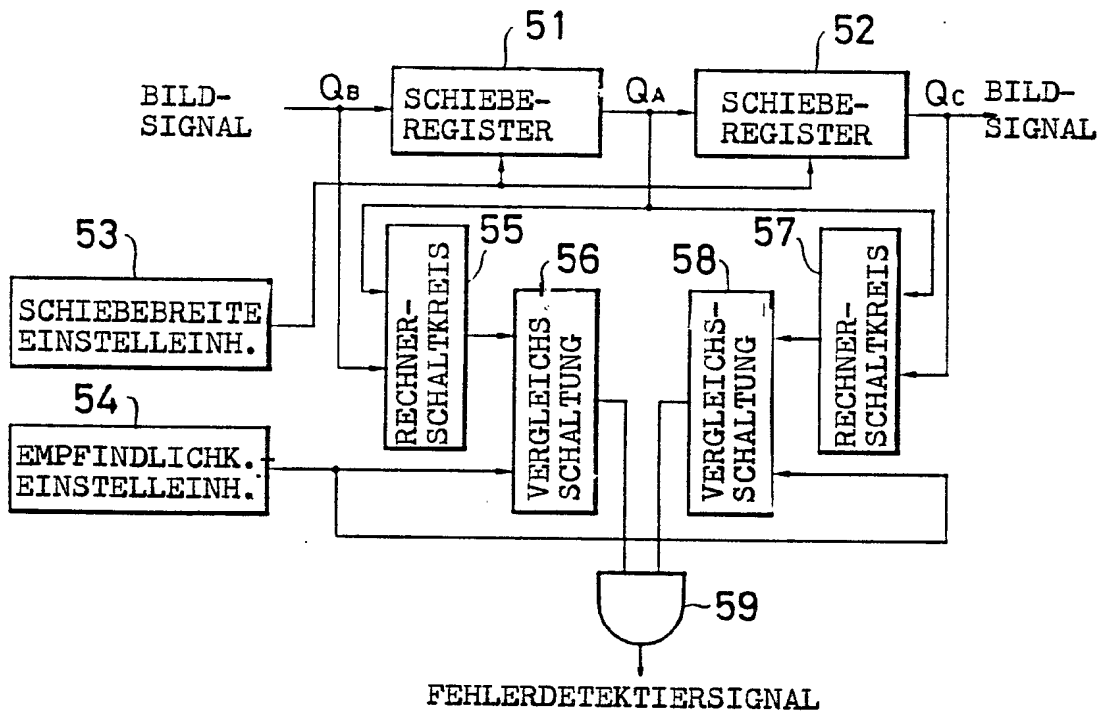 51
52
BILD-
SIGNAL
QB
SCHIEBE-
REGISTER
QA
SCHIEBE-
REGISTER
QC
BILD-
SIGNAL
53
SCHIEBEBREITE
EINSTELLEINH.
55
RECHNER-
SCHALTKREIS
56
VERGLEICHS-
SCHALTUNG
58
VERGLEICHS-
SCHALTUNG
57
RECHNER-
SCHALTKREIS
54
EMPFINDLICHK.
EINSTELLEINH.
59
FEHLERDETEKTIERSIGNAL